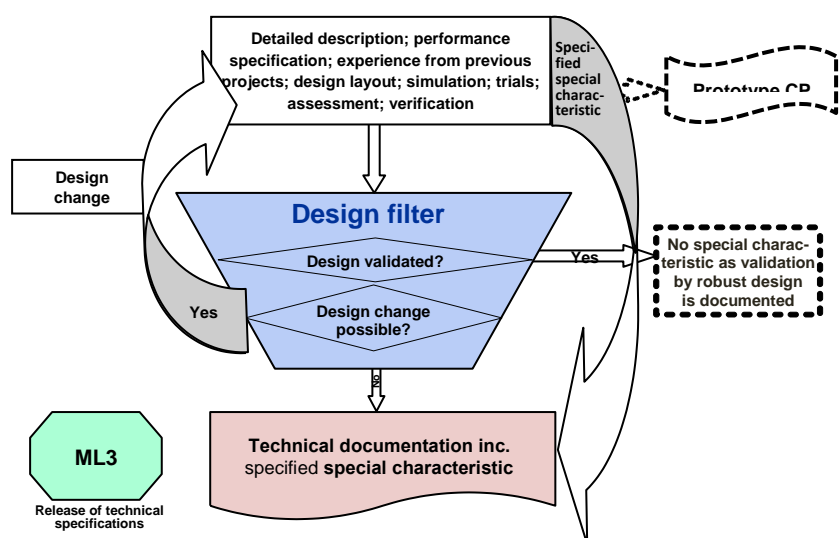 Detailed description; performance
specification; experience from previous
projects; design layout; simulation; trials;
assessment; verification
Speci-
fied
special
charac-
teristic
Prototype CP
Design
change
Design filter
Design validated?
Yes
No special charac-
teristic as validation
by robust design
is documented
Yes
Design change
possible?
No
Technical documentation inc.
specified special characteristic
ML3
Release of technical
specifications